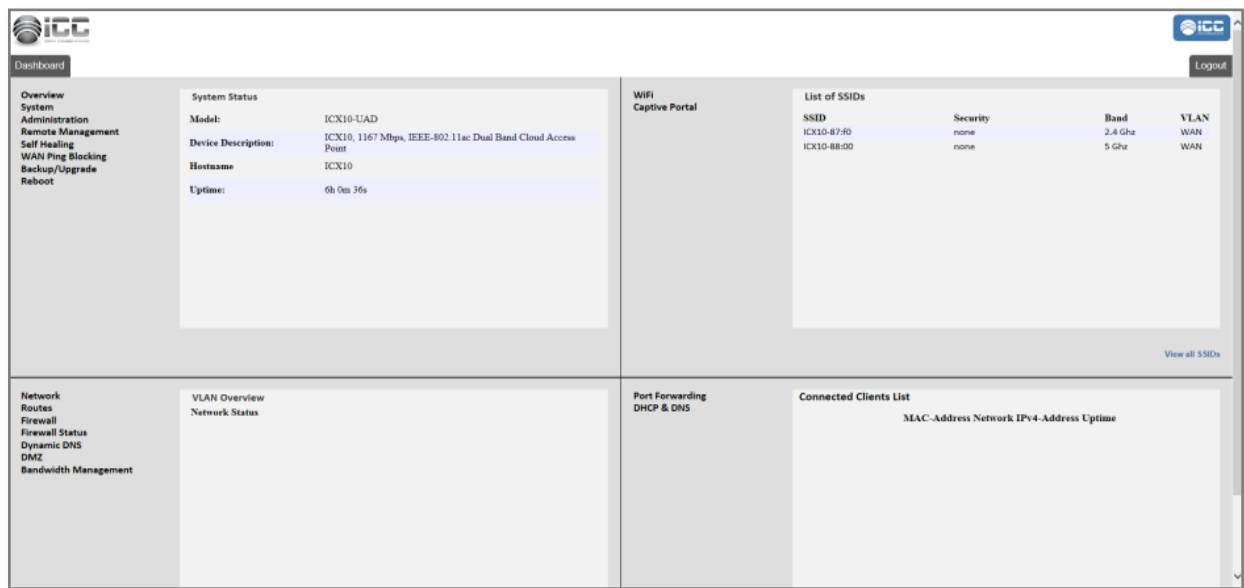 icc
icc
Dashboard
Logout
Overview
System
Administration
Remote Management
Self Healing
WAN Ping Blocking
Backup/Upgrade
Reboot
System Status
Model: ICX10-UAD
Device Description: ICX10, 1167 Mbps, IEEE-802.11ac Dual Band Cloud Access
Point
Hostname ICX10
Uptime: 6h 0m 36s
WiFi
Captive Portal
List of SSIDs
SSID Security Band VLAN
ICX10-87:f0 none 2.4 Ghz WAN
ICX10-88:00 none 5 Ghz WAN
View all SSIDs
Network
Routes
Firewall
Firewall Status
Dynamic DNS
DMZ
Bandwidth Management
VLAN Overview
Network Status
Port Forwarding
DHCP & DNS
Connected Clients List
MAC-Address Network IPv4-Address Uptime